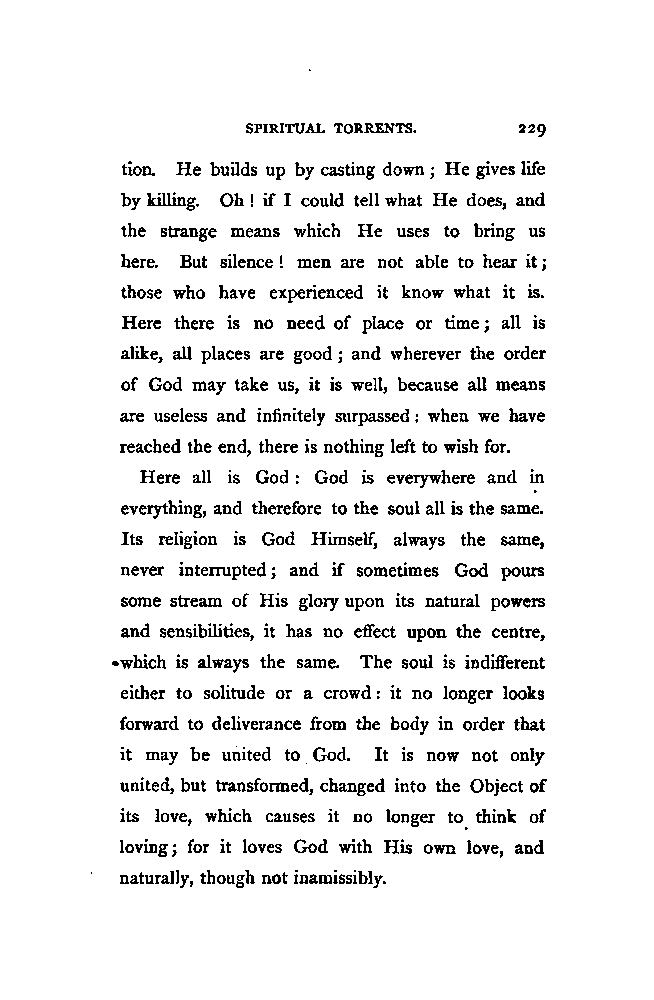 SPIRITUAL TORRENTS. 229
tion. He builds up by casting down; He gives life
by killing. Oh! if I could tell what He does, and
the strange means which He uses to bring us
here. But silence! men are not able to hear it;
those who have experienced it know what it is.
Here there is no need of place or time; all is
alike, all places are good; and wherever the order
of God may take us, it is well, because all means
are useless and infinitely surpassed: when we have
reached the end, there is nothing left to wish for.
Here all is God: God is everywhere and in
everything, and therefore to the soul all is the same.
Its religion is God Himself, always the same,
never interrupted; and if sometimes God pours
some stream of His glory upon its natural powers
and sensibilities, it has no effect upon the centre,
which is always the same. The soul is indifferent
either to solitude or a crowd: it no longer looks
forward to deliverance from the body in order that
it may be united to God. It is now not only
united, but transformed, changed into the Object of
its love, which causes it no longer to think of
loving; for it loves God with His own love, and
naturally, though not inamissibly.